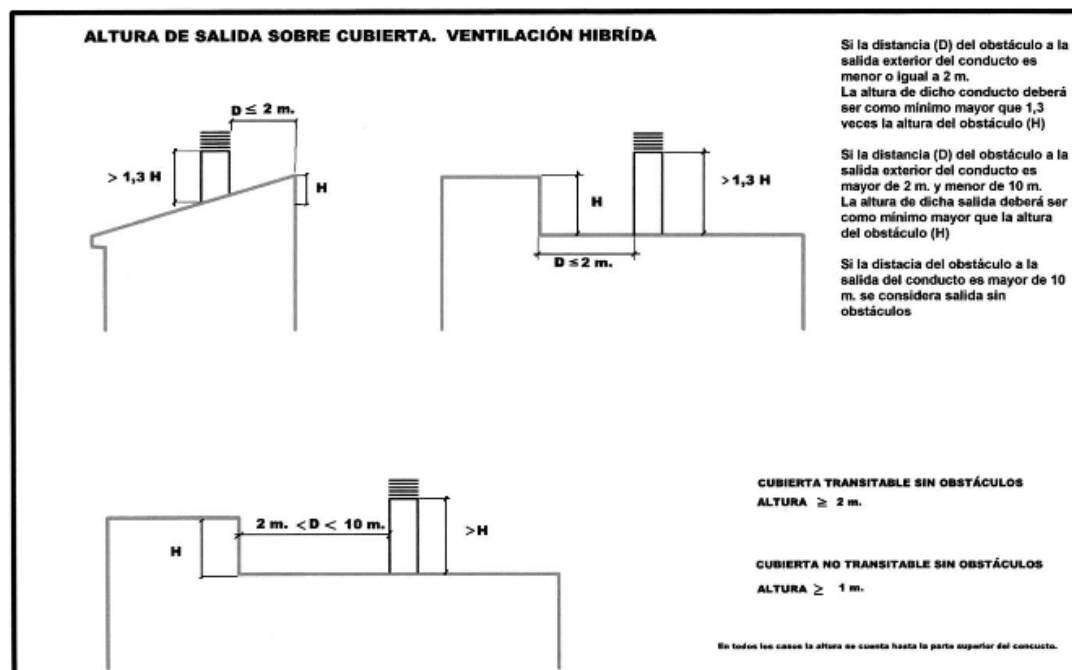 ALTURA DE SALIDA SOBRE CUBIERTA. VENTILACIÓN HIBRÍDA
Si la distancia (D) del obstáculo a la
salida exterior del conducto es
menor o igual a 2 m.
La altura de dicho conducto deberá
ser como mínimo mayor que 1,3
veces la altura del obstáculo (H)
Si la distancia (D) del obstáculo a la
salida exterior del conducto es
mayor de 2 m. y menor de 10 m.
La altura de dicha salida deberá ser
como mínimo mayor que la altura
del obstáculo (H)
Si la distacia del obstáculo a la
salida del conducto es mayor de 10
m. se considera salida sin
obstáculos
D ≤ 2 m.
> 1,3 H
H
H
>1,3 H
D ≤ 2 m.
2 m. < D < 10 m.
H
>H
CUBIERTA TRANSITABLE SIN OBSTÁCULOS
ALTURA ≥ 2 m.
CUBIERTA NO TRANSITABLE SIN OBSTÁCULOS
ALTURA ≥ 1 m.
En todos los casos la altura se cuenta hasta la parte superior del concucto.